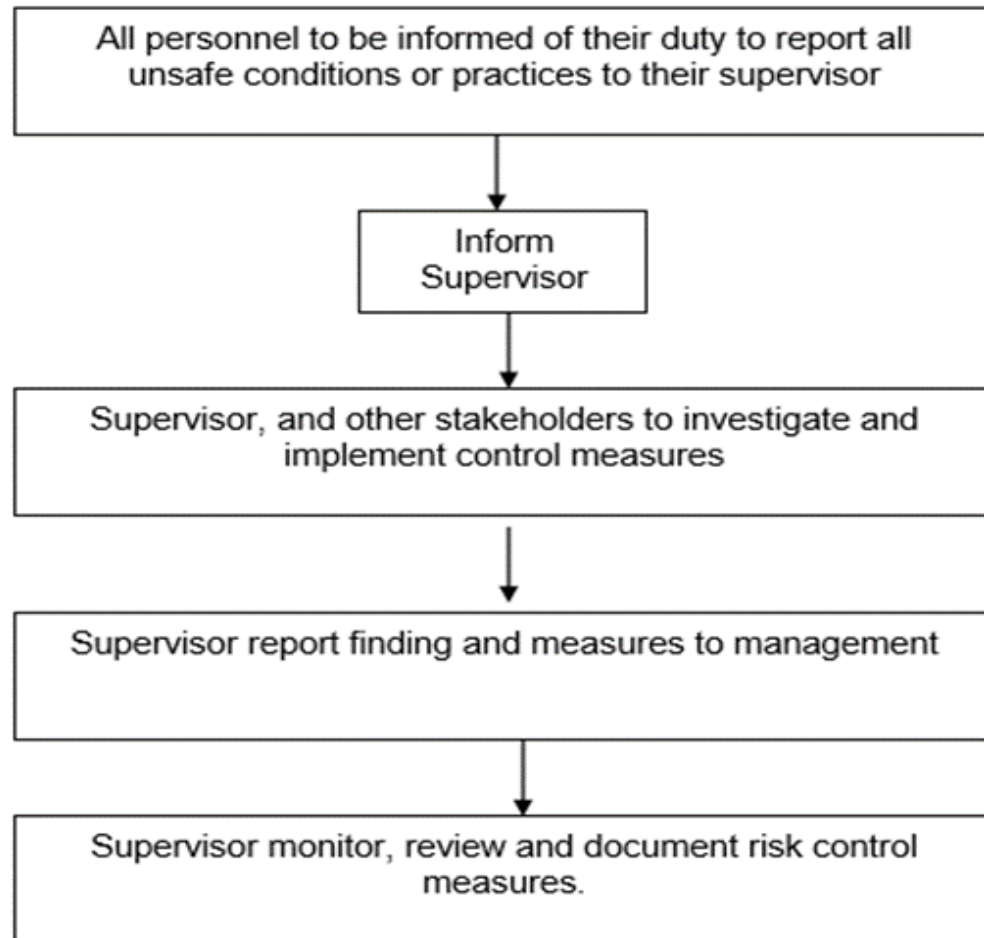 All personnel to be informed of their duty to report all
unsafe conditions or practices to their supervisor
Inform
Supervisor
Supervisor, and other stakeholders to investigate and
implement control measures
Supervisor report finding and measures to management
Supervisor monitor, review and document risk control
measures.